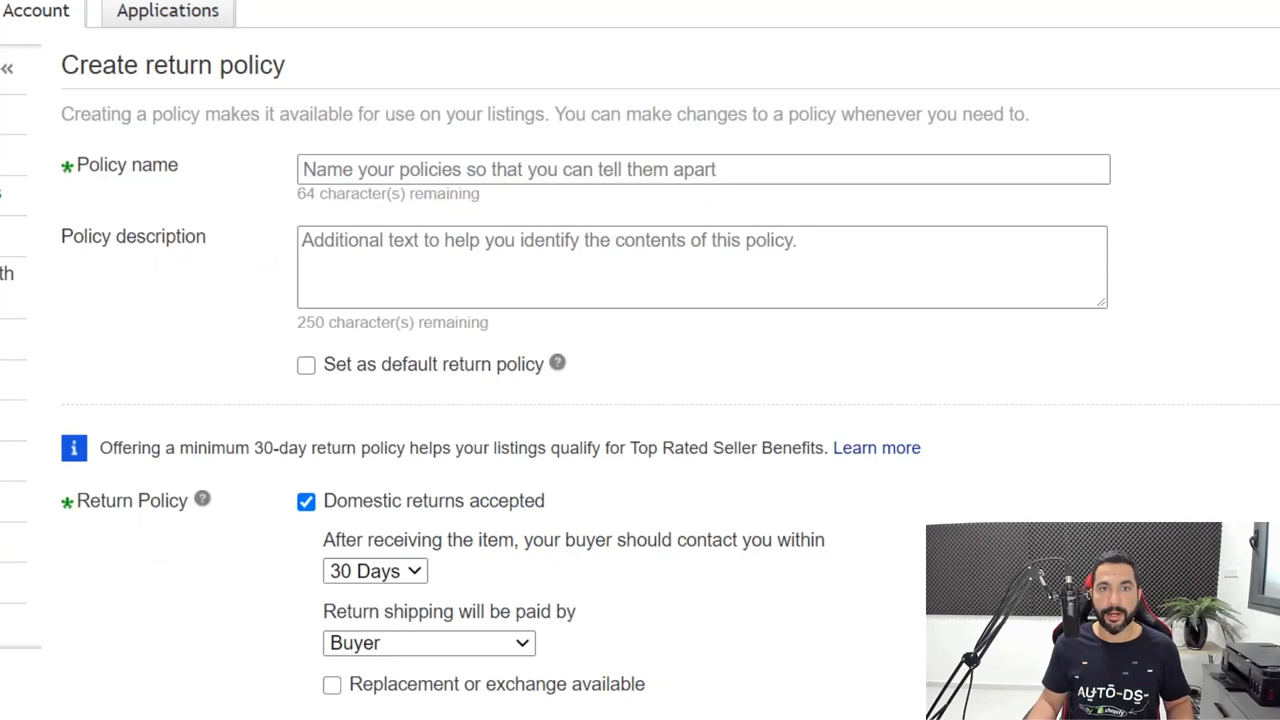 Account
Applications
«
Create return policy
Creating a policy makes it available for use on your listings. You can make changes to a policy whenever you need to.
* Policy name
Name your policies so that you can tell them apart
64 character(s) remaining
Policy description
Additional text to help you identify the contents of this policy.
s
th
250 character(s) remaining
Set as default return policy ?
i Offering a minimum 30-day return policy helps your listings qualify for Top Rated Seller Benefits. Learn more
* Return Policy ?
Domestic returns accepted
After receiving the item, your buyer should contact you within
30 Days
Return shipping will be paid by
Buyer
Replacement or exchange available
AUTO-DS-
shopify